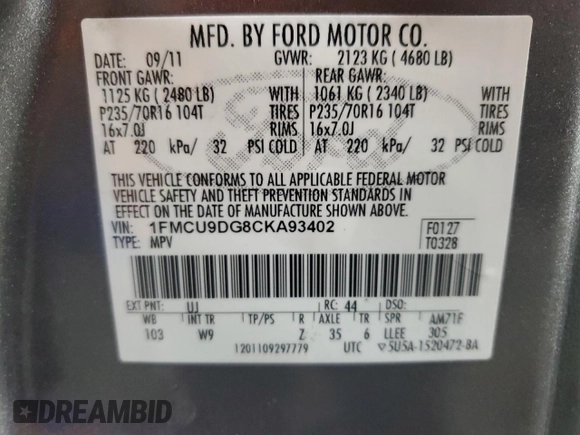 MFD. BY FORD MOTOR CO.
DATE: 09/11 GVWR: 2123 KG ( 4680 LB)
FRONT GAWR: REAR GAWR:
1125 KG ( 2480 LB) WITH 1061 KG ( 2340 LB) WITH
P235/70R16 104T TIRES P235/70R16 104T TIRES
16x7.0J RIMS 16x7.0J RIMS
AT 220 kPa/ 32 PSI COLD AT 220 kPa/ 32 PSI COLD
Ford
THIS VEHICLE CONFORMS TO ALL APPLICABLE FEDERAL MOTOR
VEHICLE SAFETY AND THEFT PREVENTION STANDARDS IN
EFFECT ON THE DATE OF MANUFACTURE SHOWN ABOVE.
VIN: 1FMCU9DG8CKA93402 F0127
TYPE: MPV T0328
EXT PNT: UJ RC: 44 DSO:
WB INT TR TP/PS R AXLE TR SPR AM71F
103 W9 Z 35 6 LLEE 305
1201109297779 UTC ▽5U5A-1520472-BA
DREAMBID